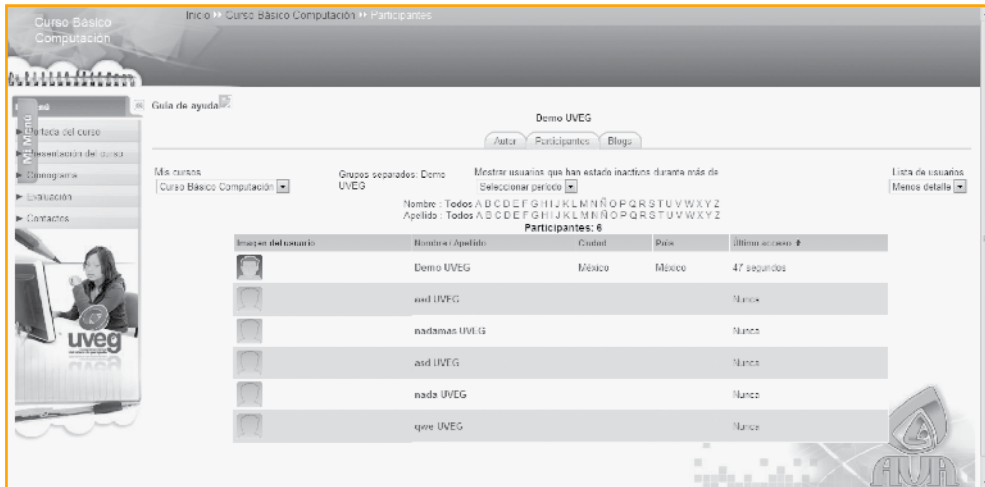 Inicio ›› Curso Básico Computación ›› Participantes
Curso Básico
Computación
Guía de ayuda
Mi Menú
Portada del curso
Presentación del curso
Cronograma
Evaluación
Contactos
uveg
Demo UVEG
Autor Participantes Blogs
Mis cursos
Curso Básico Computación
Grupos separados: Demo
UVEG
Mostrar usuarios que han estado inactivos durante más de
Seleccionar periodo
Lista de usuarios
Menos detalle
Nombre : Todos A B C D E F G H I J K L M N Ñ O P Q R S T U V W X Y Z
Apellido : Todos A B C D E F G H I J K L M N Ñ O P Q R S T U V W X Y Z
Participantes: 6
Imagen del usuario Nombre / Apellido Ciudad País Último acceso
Demo UVEG México México 47 segundos
asd UVEG Nunca
nadamas UVEG Nunca
asd UVEG Nunca
nada UVEG Nunca
qwe UVEG Nunca
AVA